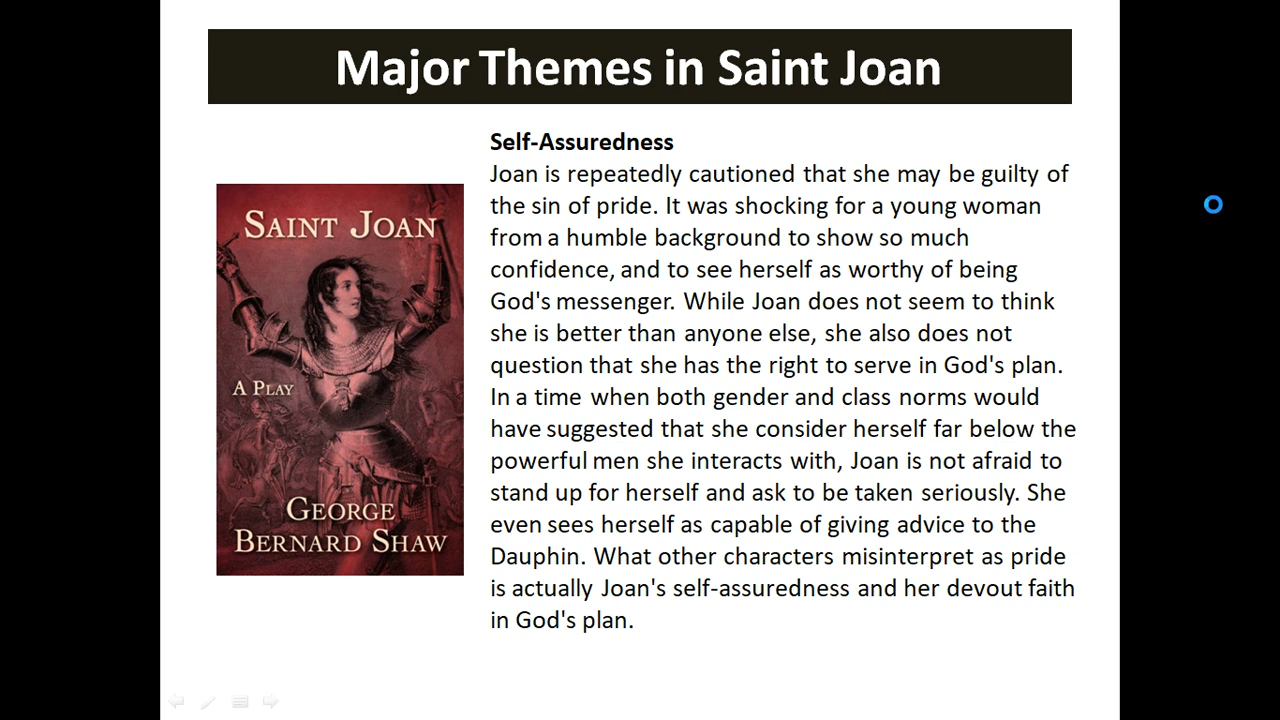 Major Themes in Saint Joan
Self-Assuredness
Joan is repeatedly cautioned that she may be guilty of
the sin of pride. It was shocking for a young woman
from a humble background to show so much
confidence, and to see herself as worthy of being
God's messenger. While Joan does not seem to think
she is better than anyone else, she also does not
question that she has the right to serve in God's plan.
In a time when both gender and class norms would
have suggested that she consider herself far below the
powerful men she interacts with, Joan is not afraid to
stand up for herself and ask to be taken seriously. She
even sees herself as capable of giving advice to the
Dauphin. What other characters misinterpret as pride
is actually Joan's self-assuredness and her devout faith
in God's plan.
SAINT JOAN
A PLAY
GEORGE
BERNARD SHAW